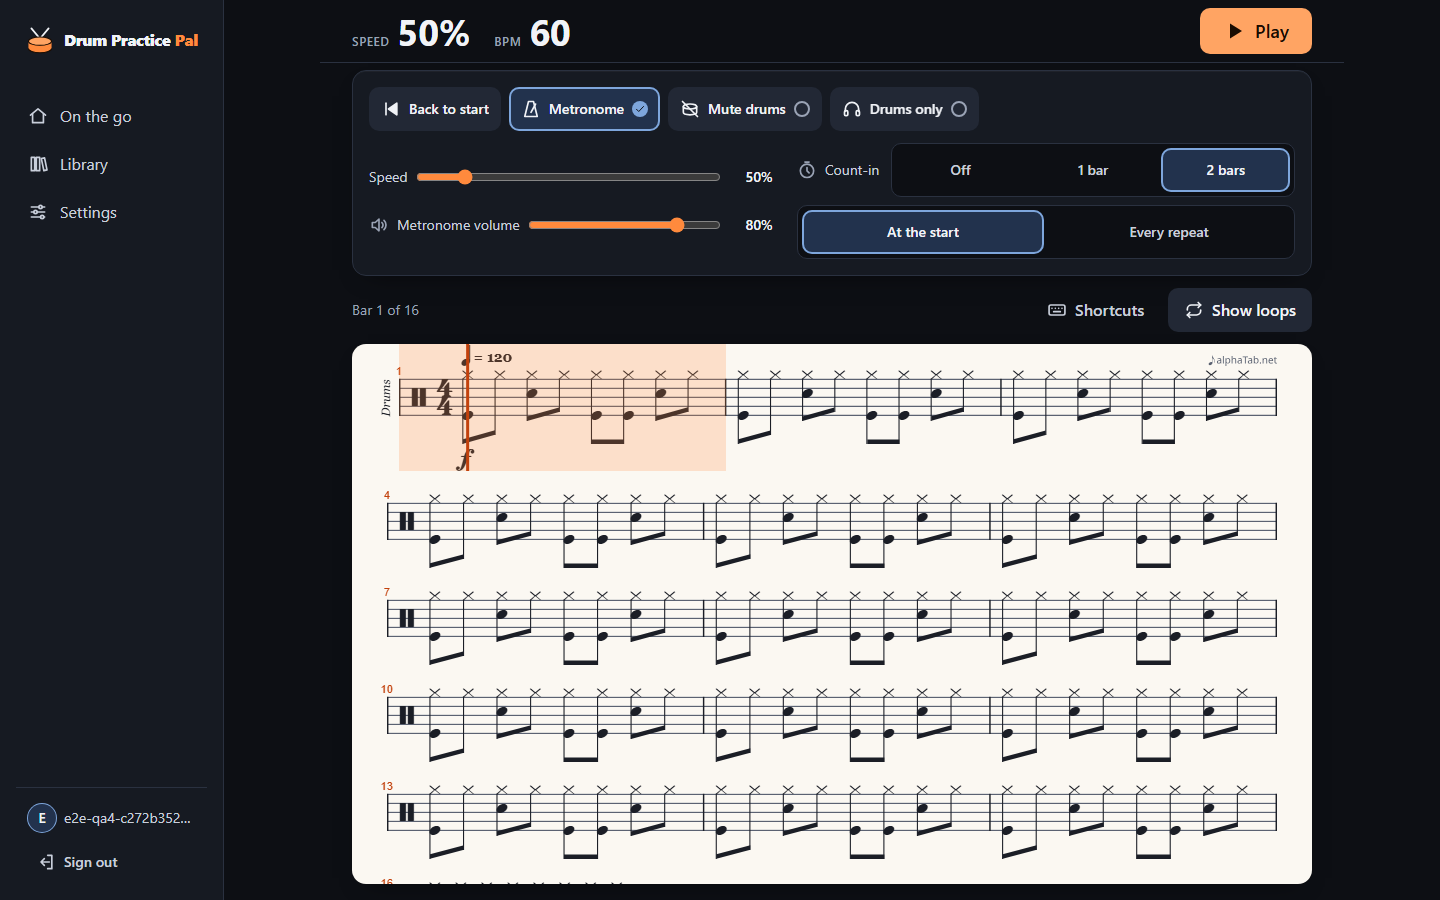 Drum Practice Pal
On the go
Library
Settings
e2e-qa4-c272b352...
Sign out
SPEED 50% BPM 60
Play
Back to start Metronome Mute drums Drums only
Speed 50%
Count-in Off 1 bar 2 bars
Metronome volume 80%
At the start Every repeat
Bar 1 of 16
Shortcuts Show loops
= 120
alphaTab.net
Drums
1
4
4
f
4
7
10
13
16